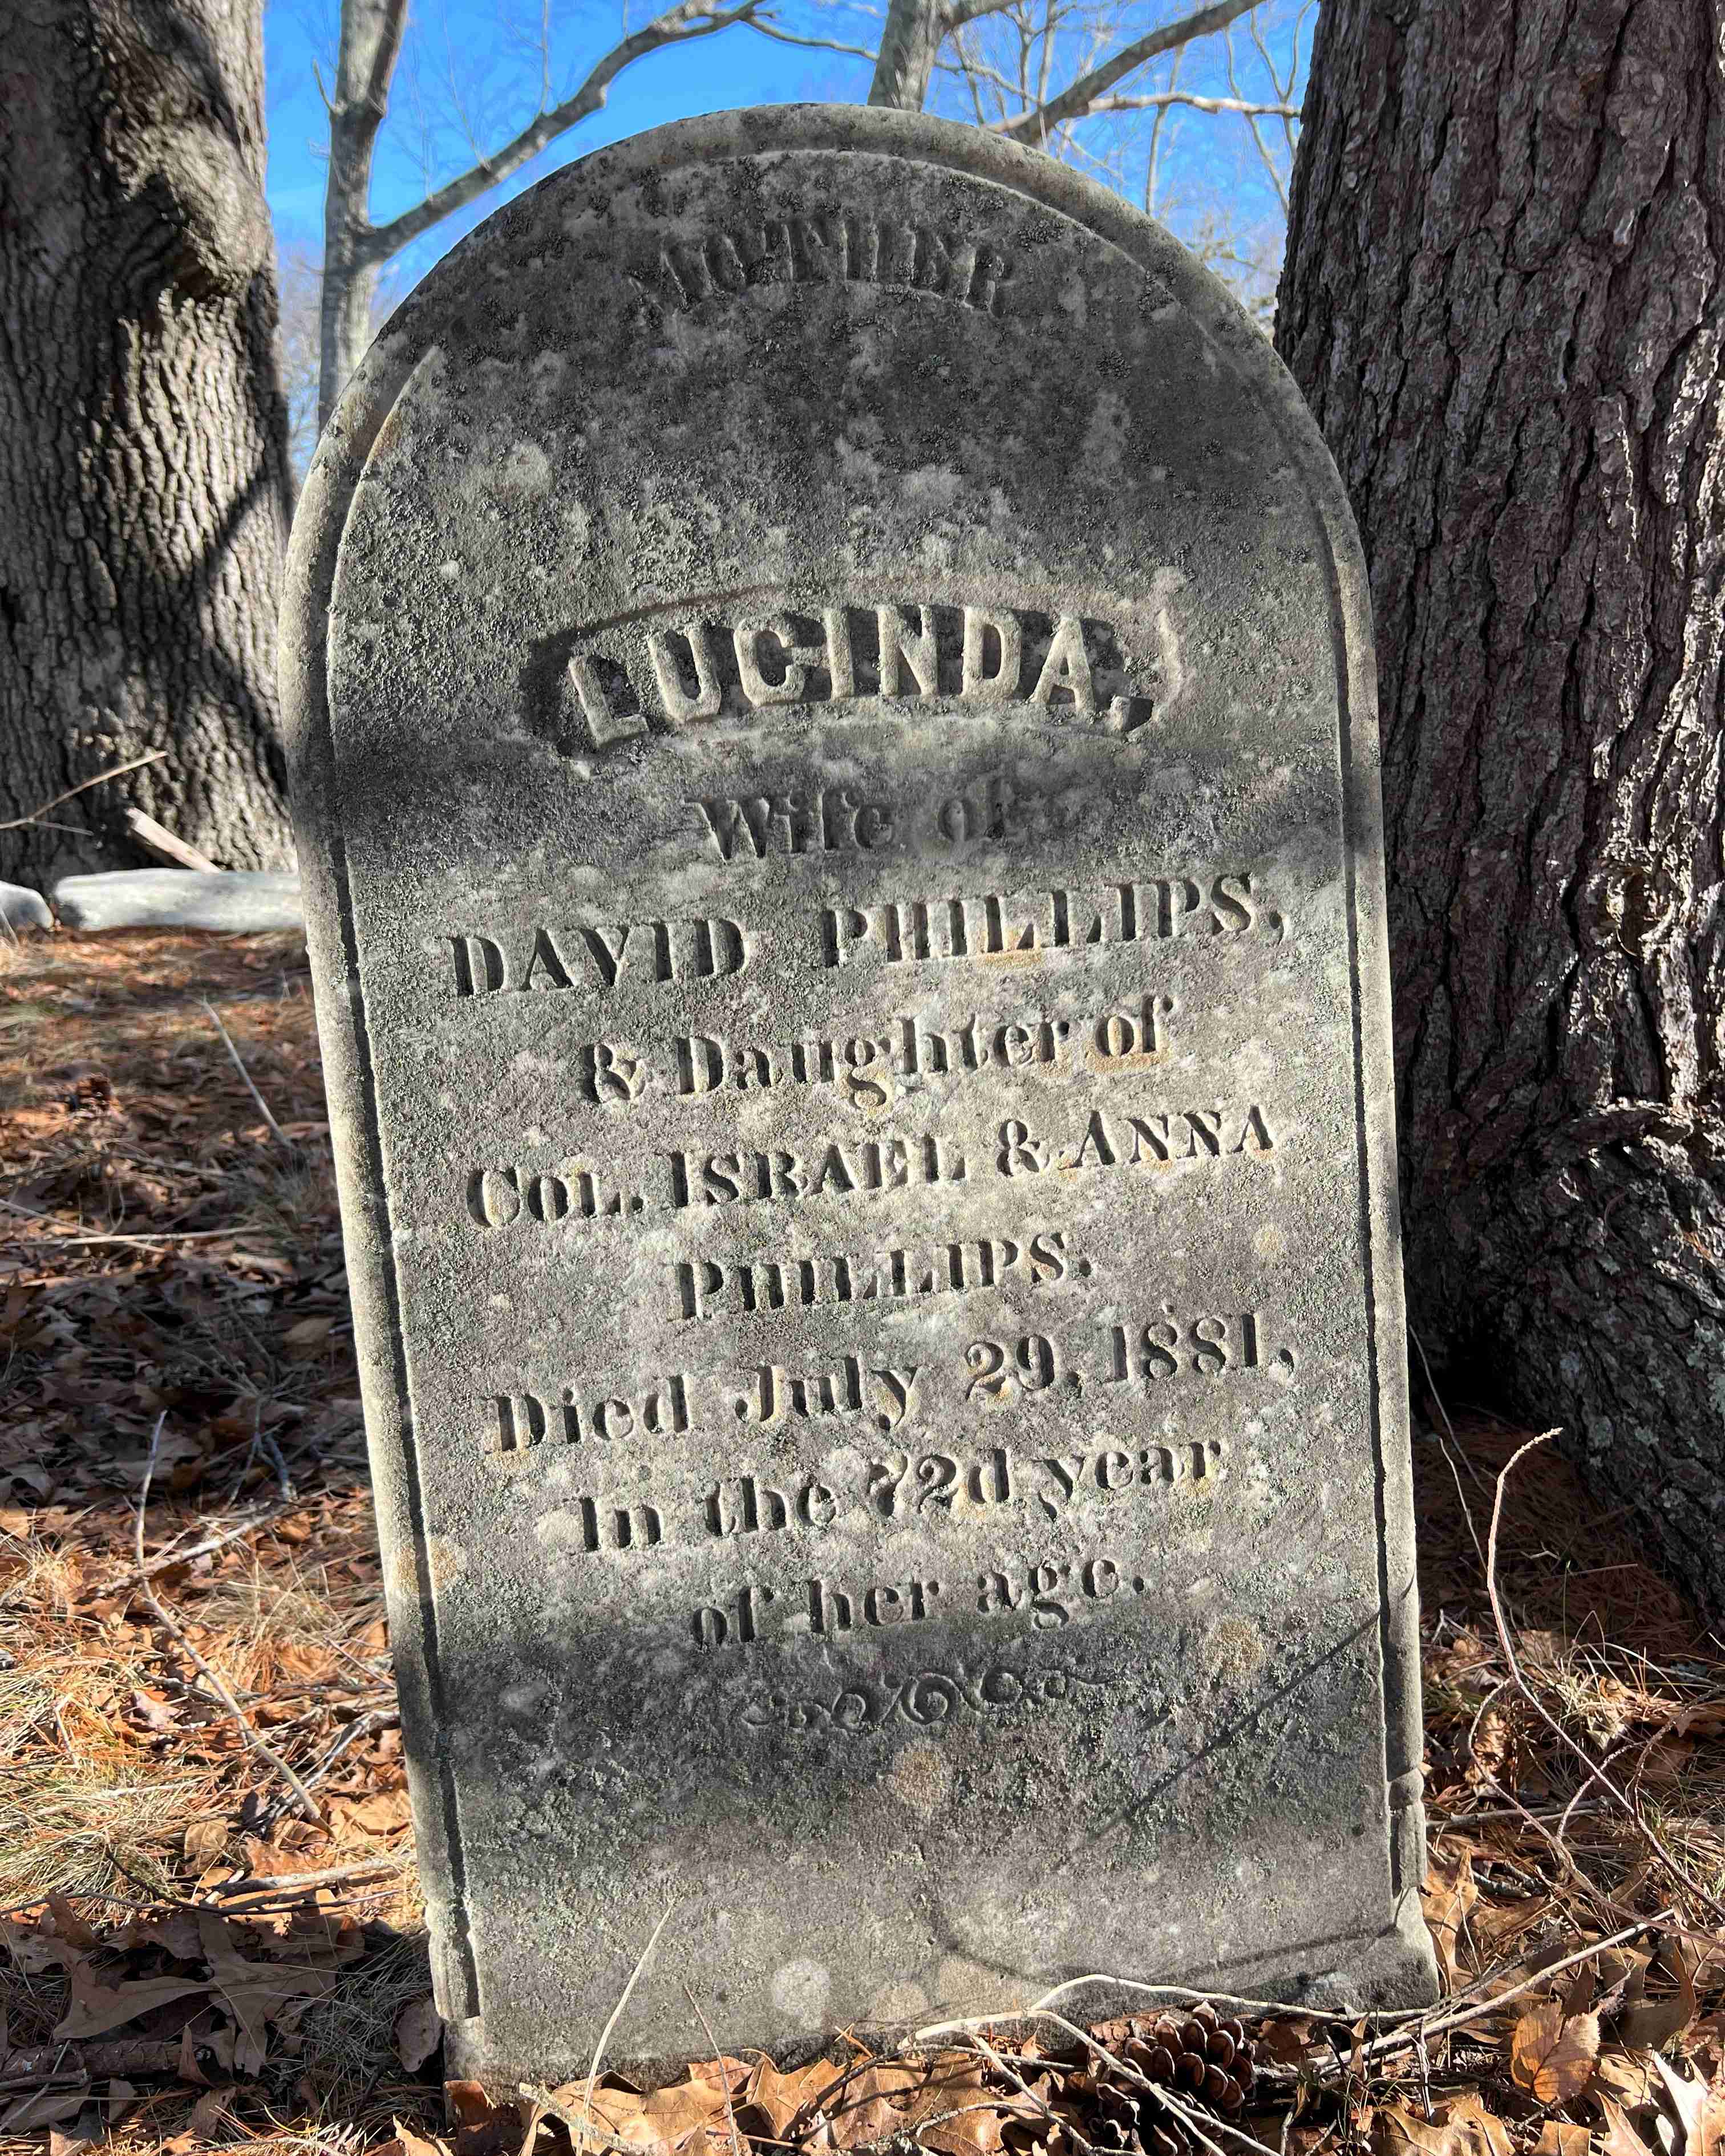 MOTHER
LUCINDA,
Wife of
DAVID PHILLIPS,
& Daughter of
COL. ISRAEL & ANNA
PHILLIPS.
Died July 29, 1881,
In the 72d year
of her age.